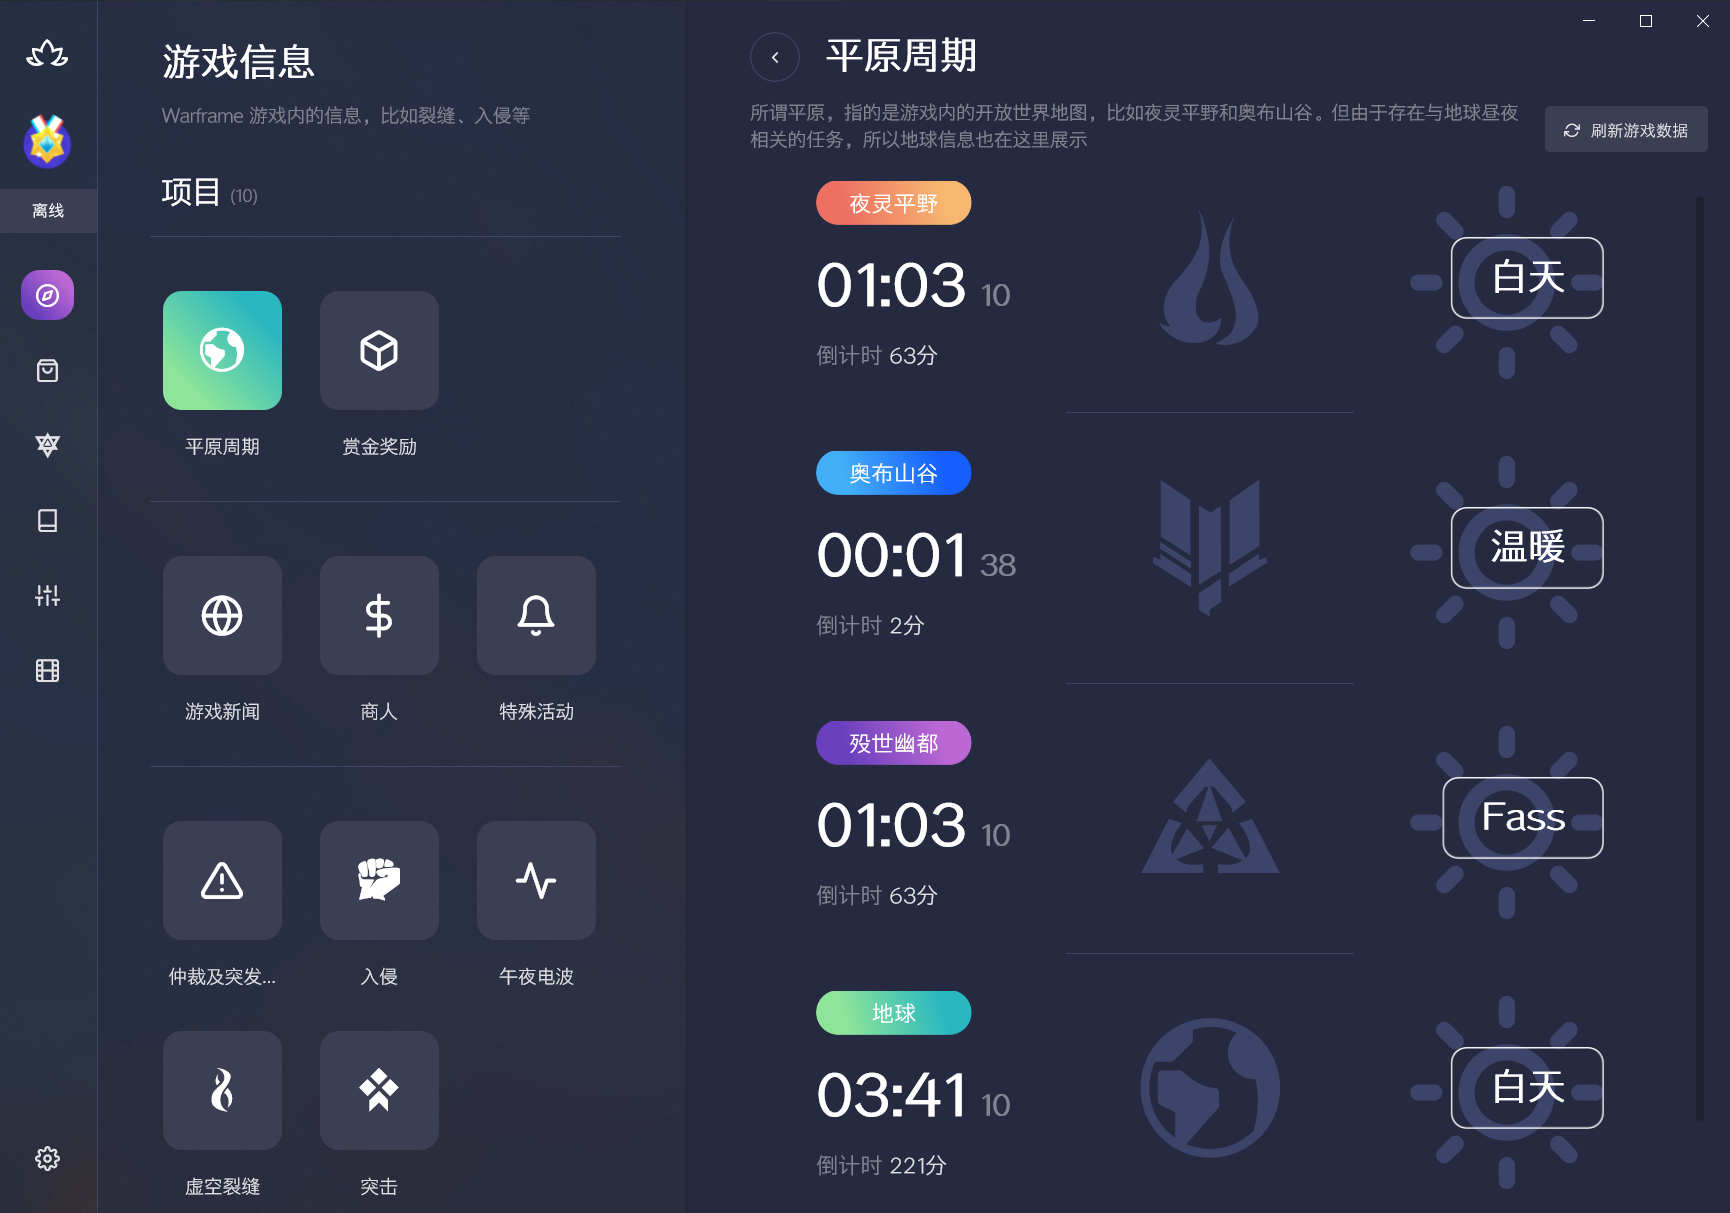 离线
游戏信息
Warframe 游戏内的信息，比如裂缝、入侵等
项目 (10)
平原周期
赏金奖励
游戏新闻
商人
特殊活动
仲裁及突发...
入侵
午夜电波
虚空裂缝
突击
平原周期
所谓平原，指的是游戏内的开放世界地图，比如夜灵平野和奥布山谷。但由于存在与地球昼夜
相关的任务，所以地球信息也在这里展示
刷新游戏数据
夜灵平野
01:03 10
倒计时 63分
白天
奥布山谷
00:01 38
倒计时 2分
温暖
殁世幽都
01:03 10
倒计时 63分
Fass
地球
03:41 10
倒计时 221分
白天